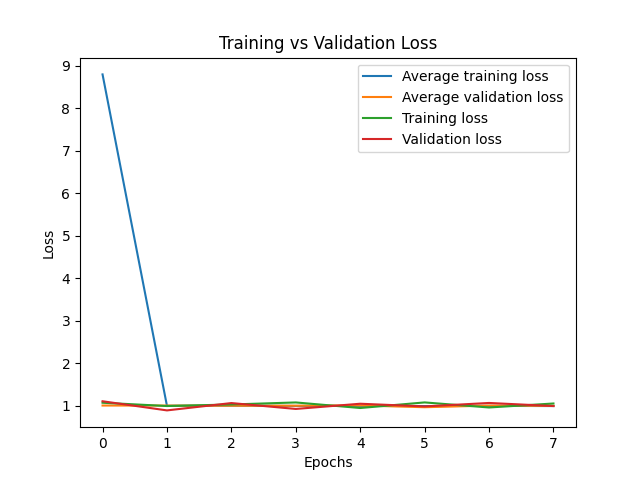 Training vs Validation Loss
9
8
7
6
5
4
3
2
1
Loss
Average training loss
Average validation loss
Training loss
Validation loss
0 1 2 3 4 5 6 7
Epochs